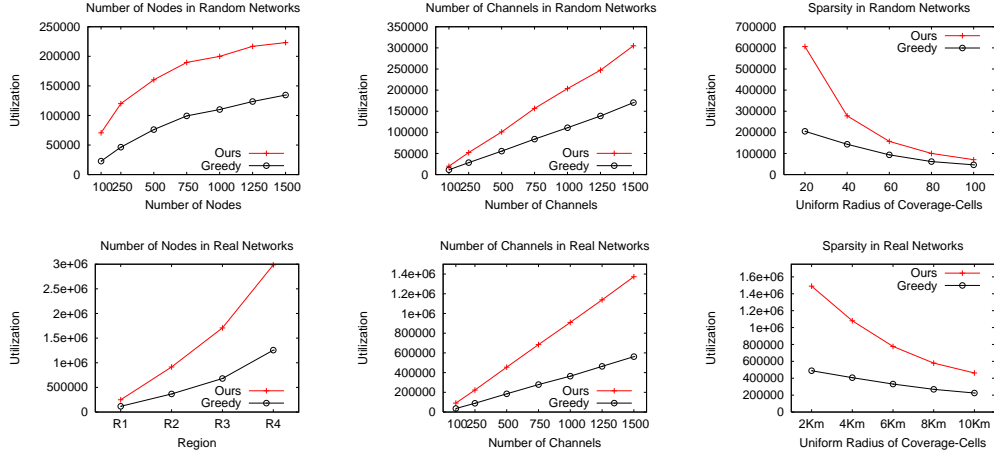 Number of Nodes in Random Networks
Utilization
250000
200000
150000
100000
50000
0
Ours
Greedy
100 250 500 750 1000 1250 1500
Number of Nodes
Number of Channels in Random Networks
Utilization
350000
300000
250000
200000
150000
100000
50000
0
Ours
Greedy
100 250 500 750 1000 1250 1500
Number of Channels
Sparsity in Random Networks
Utilization
700000
600000
500000
400000
300000
200000
100000
0
Ours
Greedy
20 40 60 80 100
Uniform Radius of Coverage-Cells
Number of Nodes in Real Networks
Utilization
3e+06
2.5e+06
2e+06
1.5e+06
1e+06
500000
0
Ours
Greedy
R1 R2 R3 R4
Region
Number of Channels in Real Networks
Utilization
1.4e+06
1.2e+06
1e+06
800000
600000
400000
200000
0
Ours
Greedy
100 250 500 750 1000 1250 1500
Number of Channels
Sparsity in Real Networks
Utilization
1.6e+06
1.4e+06
1.2e+06
1e+06
800000
600000
400000
200000
0
Ours
Greedy
2Km 4Km 6Km 8Km 10Km
Uniform Radius of Coverage-Cells